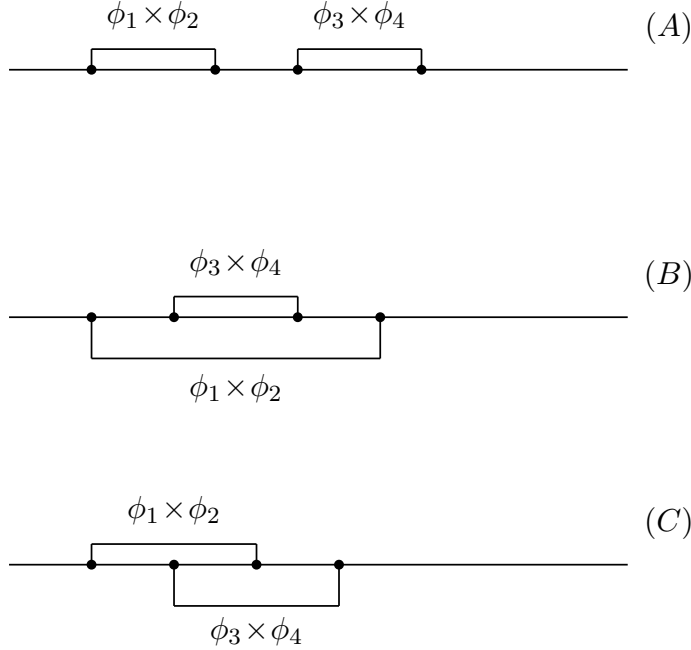 ϕ₁ × ϕ₂ ϕ₃ × ϕ₄ (A)
ϕ₃ × ϕ₄ (B)
ϕ₁ × ϕ₂
ϕ₁ × ϕ₂ (C)
ϕ₃ × ϕ₄